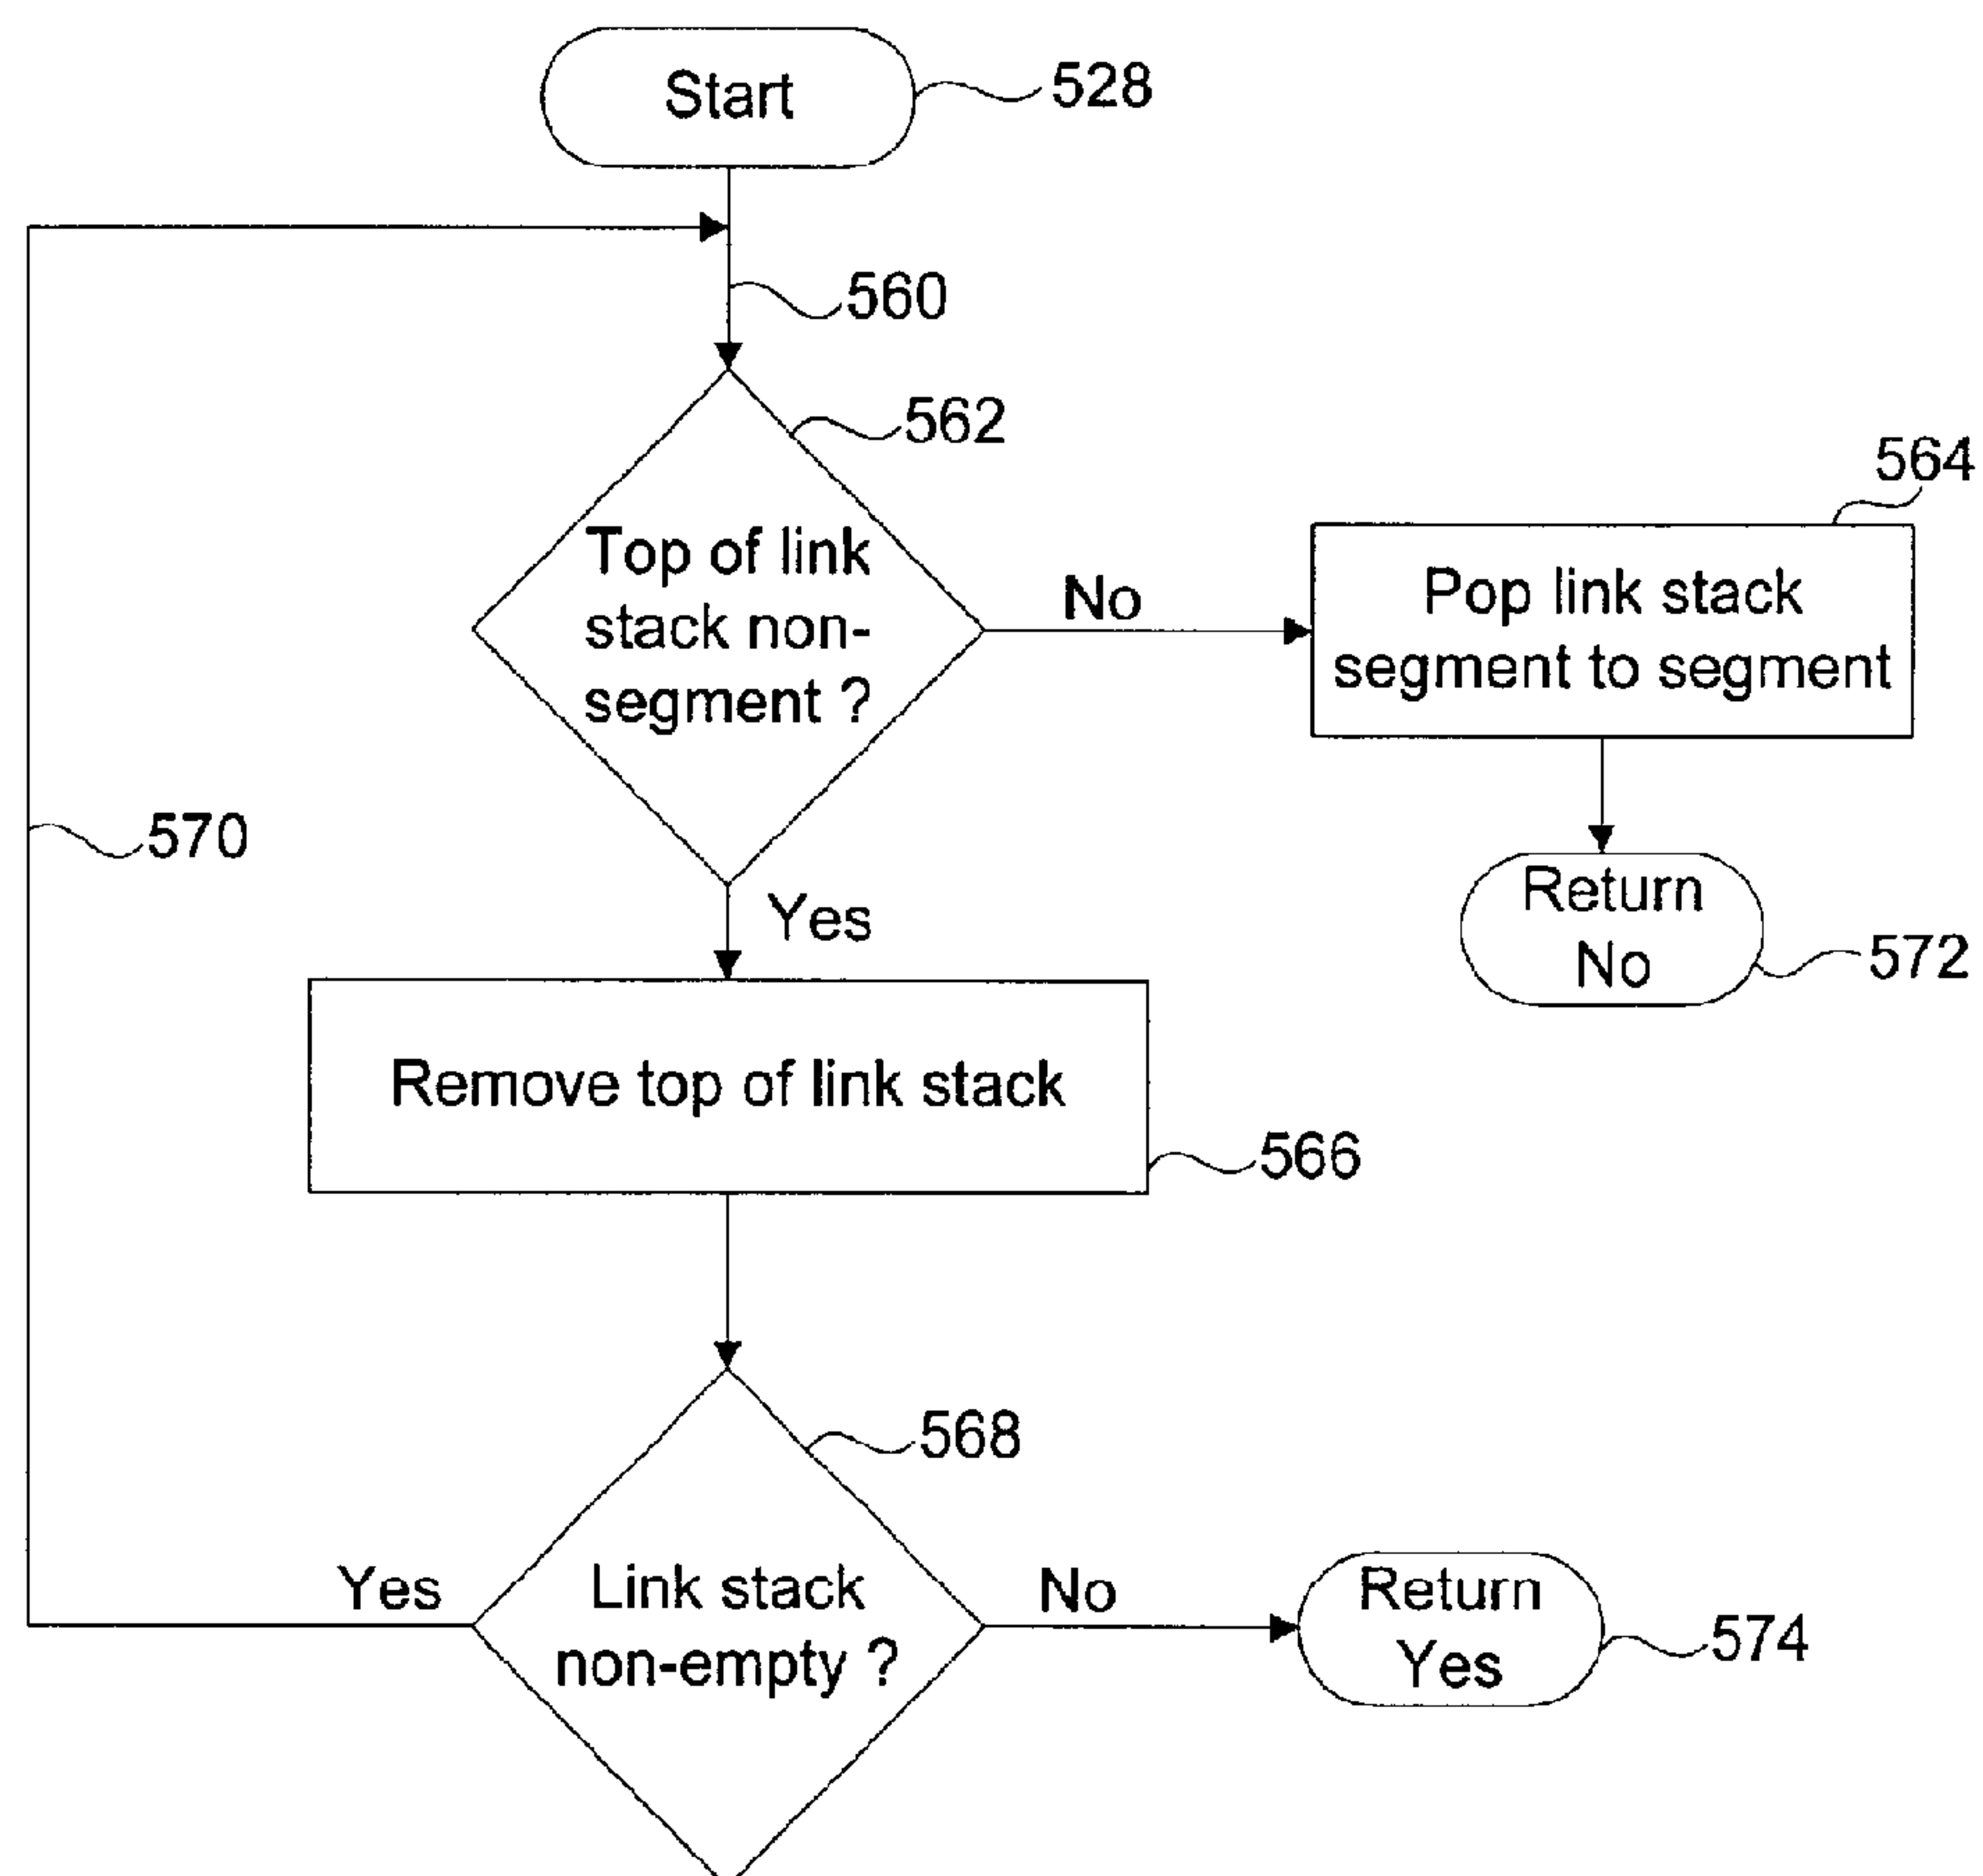 Start
528
560
562
Top of link
stack non-
segment ?
No
564
Pop link stack
segment to segment
570
Yes
Return
No
572
Remove top of link stack
566
568
Yes
Link stack
non-empty ?
No
Return
Yes
574